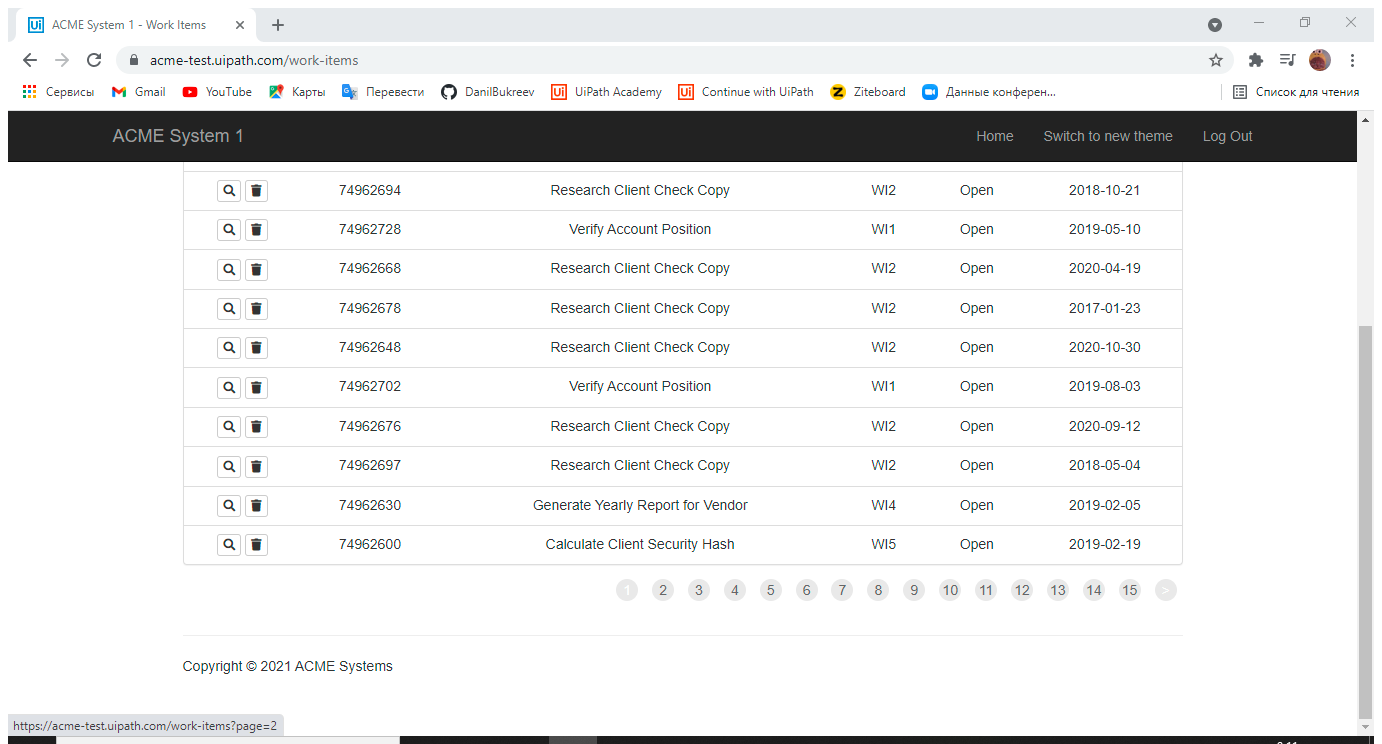 Ui ACME System 1 - Work Items
acme-test.uipath.com/work-items
Сервисы Gmail YouTube Карты Перевести DanilBukreev Ui UiPath Academy Ui Continue with UiPath Z Ziteboard Данные конферен... Список для чтения
ACME System 1 Home Switch to new theme Log Out
74962694 Research Client Check Copy WI2 Open 2018-10-21
74962728 Verify Account Position WI1 Open 2019-05-10
74962668 Research Client Check Copy WI2 Open 2020-04-19
74962678 Research Client Check Copy WI2 Open 2017-01-23
74962648 Research Client Check Copy WI2 Open 2020-10-30
74962702 Verify Account Position WI1 Open 2019-08-03
74962676 Research Client Check Copy WI2 Open 2020-09-12
74962697 Research Client Check Copy WI2 Open 2018-05-04
74962630 Generate Yearly Report for Vendor WI4 Open 2019-02-05
74962600 Calculate Client Security Hash WI5 Open 2019-02-19
1 2 3 4 5 6 7 8 9 10 11 12 13 14 15 >
Copyright © 2021 ACME Systems
https://acme-test.uipath.com/work-items?page=2